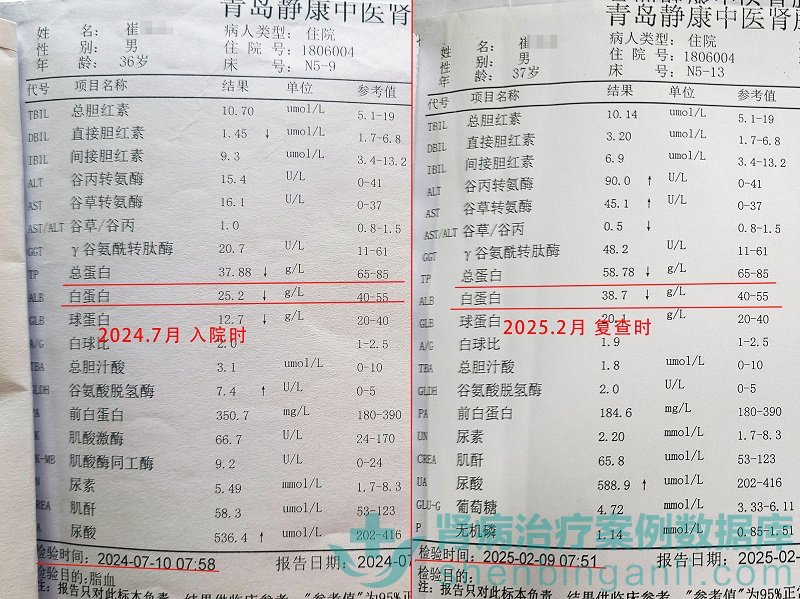 青岛静康中医肾
姓 名: 崔
病人类型: 住院
性 别: 男
住 院 号: 1806004
年 龄: 36岁
床 号: N5-9
代号 项目名称 结果 单位 参考值
TBIL 总胆红素 10.70 umol/L 5.1-19
DBIL 直接胆红素 1.45 ↓ umol/L 1.7-6.8
IBIL 间接胆红素 9.3 umol/L 3.4-13.2
ALT 谷丙转氨酶 15.4 U/L 0-41
AST 谷草转氨酶 16.1 U/L 0-37
AST/ALT 谷草/谷丙 1.0 0.8-1.5
GGT γ谷氨酰转肽酶 20.7 U/L 11-61
TP 总蛋白 37.88 ↓ g/L 65-85
ALB 白蛋白 25.2 ↓ g/L 40-55
GLB 球蛋白 12.7 ↓ g/L 20-40
A/G 白球比 2.0 1-2.5
2024.7月 入院时
TBA 总胆汁酸 3.1 umol/L 0-10
GLDH 谷氨酸脱氢酶 7.4 ↑ U/L 0-5
PA 前白蛋白 350.7 mg/L 180-390
K 肌酸激酶 66.7 U/L 24-170
K-MB 肌酸酶同工酶 9.2 U/L 0-24
N 尿素 5.49 mmol/L 1.7-8.3
REA 肌酐 58.3 umol/L 53-123
A 尿酸 536.4 ↑ umol/L 202-416
检验时间: 2024-07-10 07:58 报告日期: 2024-07
检验目的:脂血
注: 报告只对此标本负责，结果供临床参考，"参考值"为95%正
青岛静康中医肾
姓 名: 崔
病人类型: 住院
性 别: 男
住 院 号: 1806004
年 龄: 37岁
床 号: N5-13
代号 项目名称 结果 单位 参考值
TBIL 总胆红素 10.14 umol/L 5.1-19
DBIL 直接胆红素 3.20 umol/L 1.7-6.8
IBIL 间接胆红素 6.9 umol/L 3.4-13.2
ALT 谷丙转氨酶 90.0 ↑ U/L 0-41
AST 谷草转氨酶 45.1 ↑ U/L 0-37
AST/ALT 谷草/谷丙 0.5 ↓ 0.8-1.5
GGT γ谷氨酰转肽酶 48.2 U/L 11-61
TP 总蛋白 58.78 ↓ g/L 65-85
ALB 白蛋白 38.7 ↓ g/L 40-55
GLB 球蛋白 20.1 g/L 20-40
2025.2月 复查时
A/G 白球比 1.9 1-2.5
TBA 总胆汁酸 1.8 umol/L 0-10
GLDH 谷氨酸脱氢酶 2.0 U/L 0-5
PA 前白蛋白 184.6 mg/L 180-390
UN 尿素 2.20 mmol/L 1.7-8.3
CREA 肌酐 65.8 umol/L 53-123
UA 尿酸 588.9 ↑ umol/L 202-416
GLU-G 葡萄糖 4.72 mmol/L 3.33-6.11
P 无机磷 1.14 mmol/L 0.85-1.51
检验时间: 2025-02-09 07:51 报告日期: 2025-02-
检验目的:
注: 报告只对此标本负责，结果供临床参考，"参考值"为95%正
肾病治疗案例数据库
shenbinganli.com